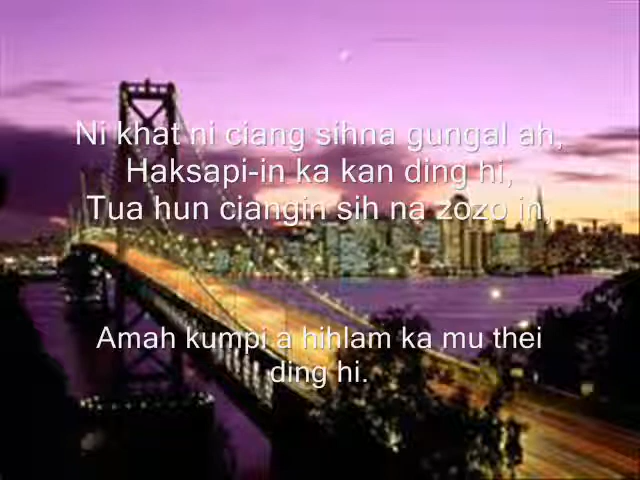 Ni khat ni ciang sihna gungal ah,
Haksapi-in ka kan ding hi,
Tua hun ciangin sih na zozo in,
Amah kumpi a hihlam ka mu thei
ding hi.